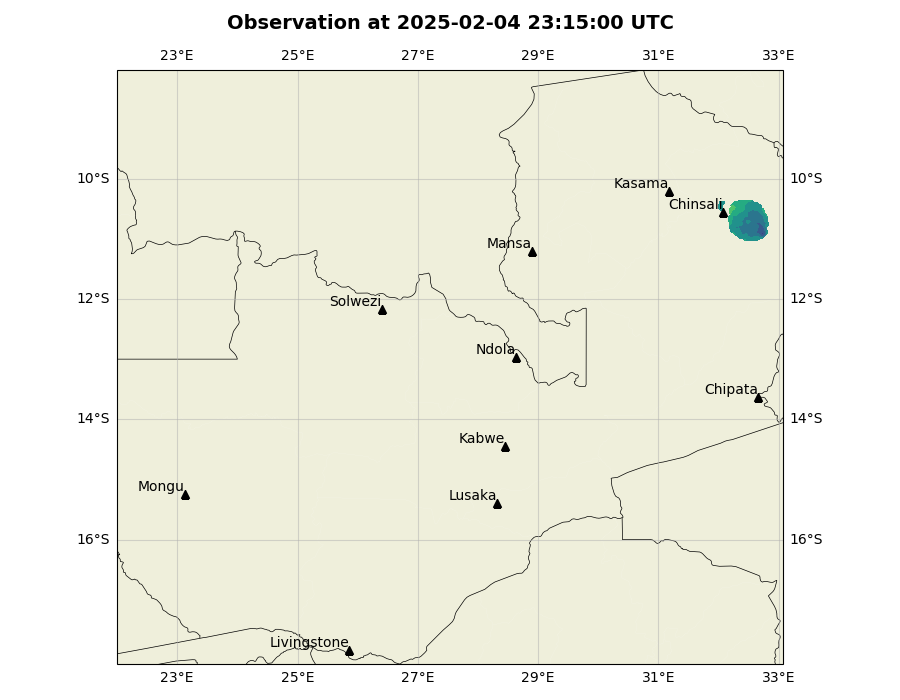 Observation at 2025-02-04 23:15:00 UTC
23°E 25°E 27°E 29°E 31°E 33°E
10°S 10°S
Kasama
Chinsali
Mansa
12°S 12°S
Solwezi
Ndola
Chipata
14°S 14°S
Kabwe
Mongu
Lusaka
16°S 16°S
Livingstone
23°E 25°E 27°E 29°E 31°E 33°E